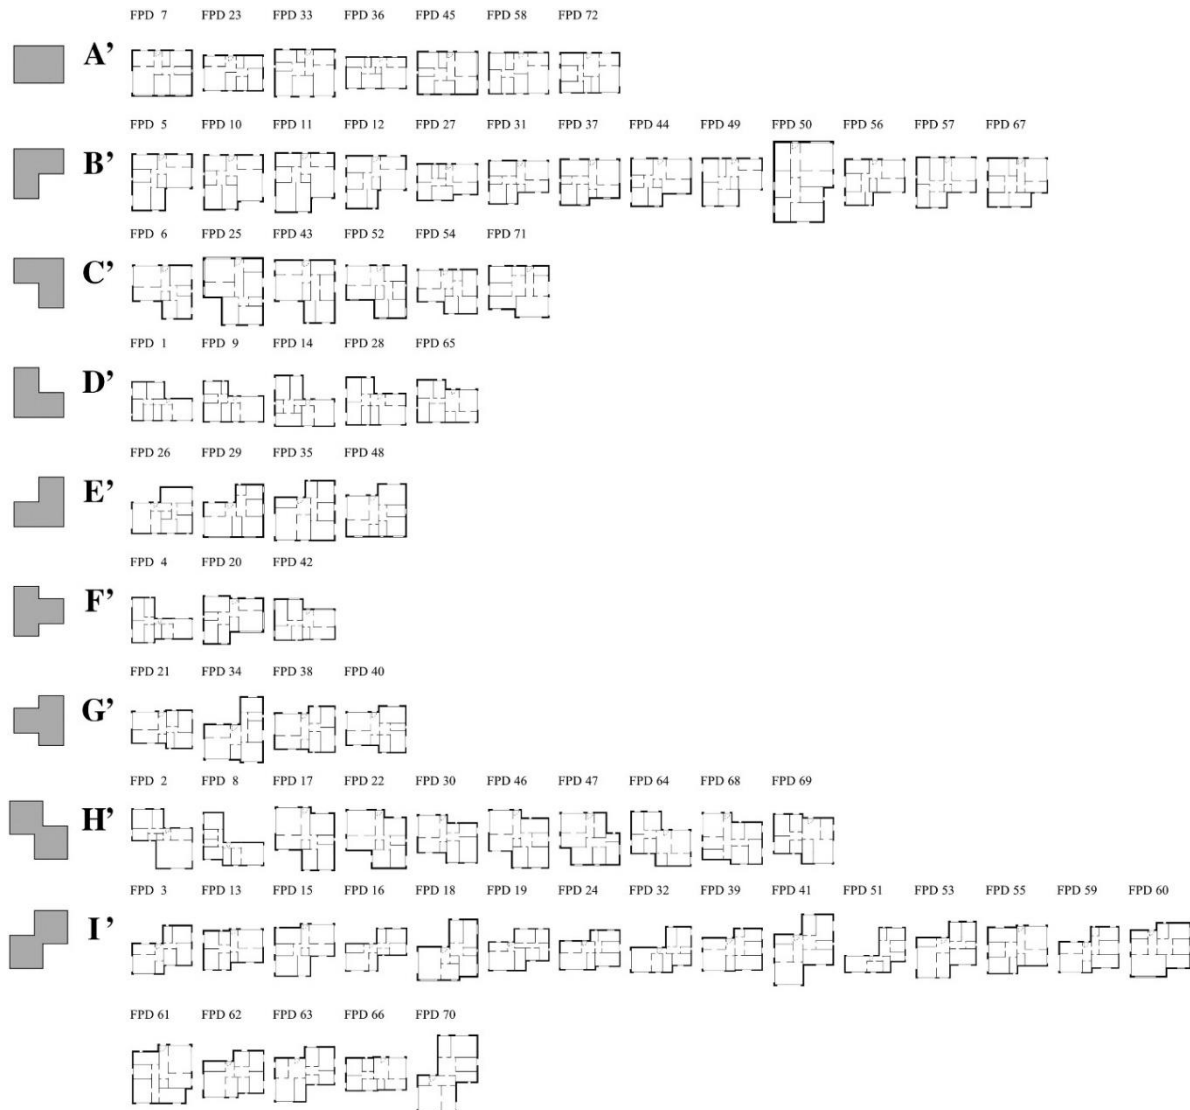 FPD 7 FPD 23 FPD 33 FPD 36 FPD 45 FPD 58 FPD 72
A’
FPD 5 FPD 10 FPD 11 FPD 12 FPD 27 FPD 31 FPD 37 FPD 44 FPD 49 FPD 50 FPD 56 FPD 57 FPD 67
B’
FPD 6 FPD 25 FPD 43 FPD 52 FPD 54 FPD 71
C’
FPD 1 FPD 9 FPD 14 FPD 28 FPD 65
D’
FPD 26 FPD 29 FPD 35 FPD 48
E’
FPD 4 FPD 20 FPD 42
F’
FPD 21 FPD 34 FPD 38 FPD 40
G’
FPD 2 FPD 8 FPD 17 FPD 22 FPD 30 FPD 46 FPD 47 FPD 64 FPD 68 FPD 69
H’
FPD 3 FPD 13 FPD 15 FPD 16 FPD 18 FPD 19 FPD 24 FPD 32 FPD 39 FPD 41 FPD 51 FPD 53 FPD 55 FPD 59 FPD 60
I’
FPD 61 FPD 62 FPD 63 FPD 66 FPD 70